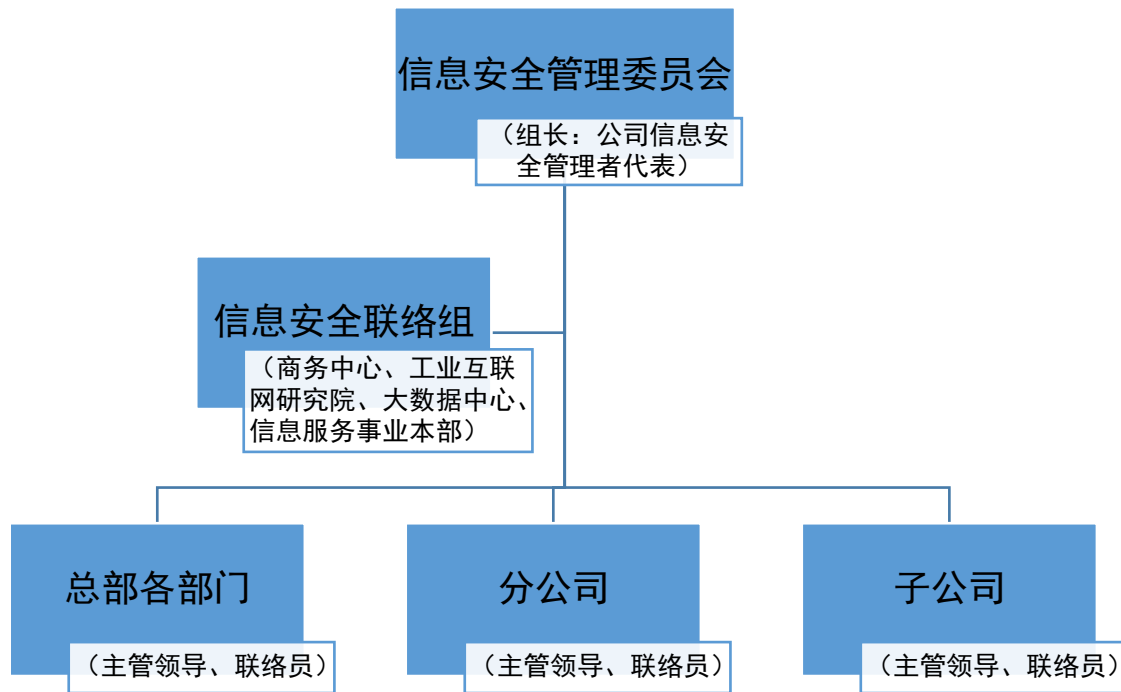 信息安全管理委员会
（组长：公司信息安
全管理者代表）
信息安全联络组
（商务中心、工业互联
网研究院、大数据中心、
信息服务事业本部）
总部各部门
（主管领导、联络员）
分公司
（主管领导、联络员）
子公司
（主管领导、联络员）